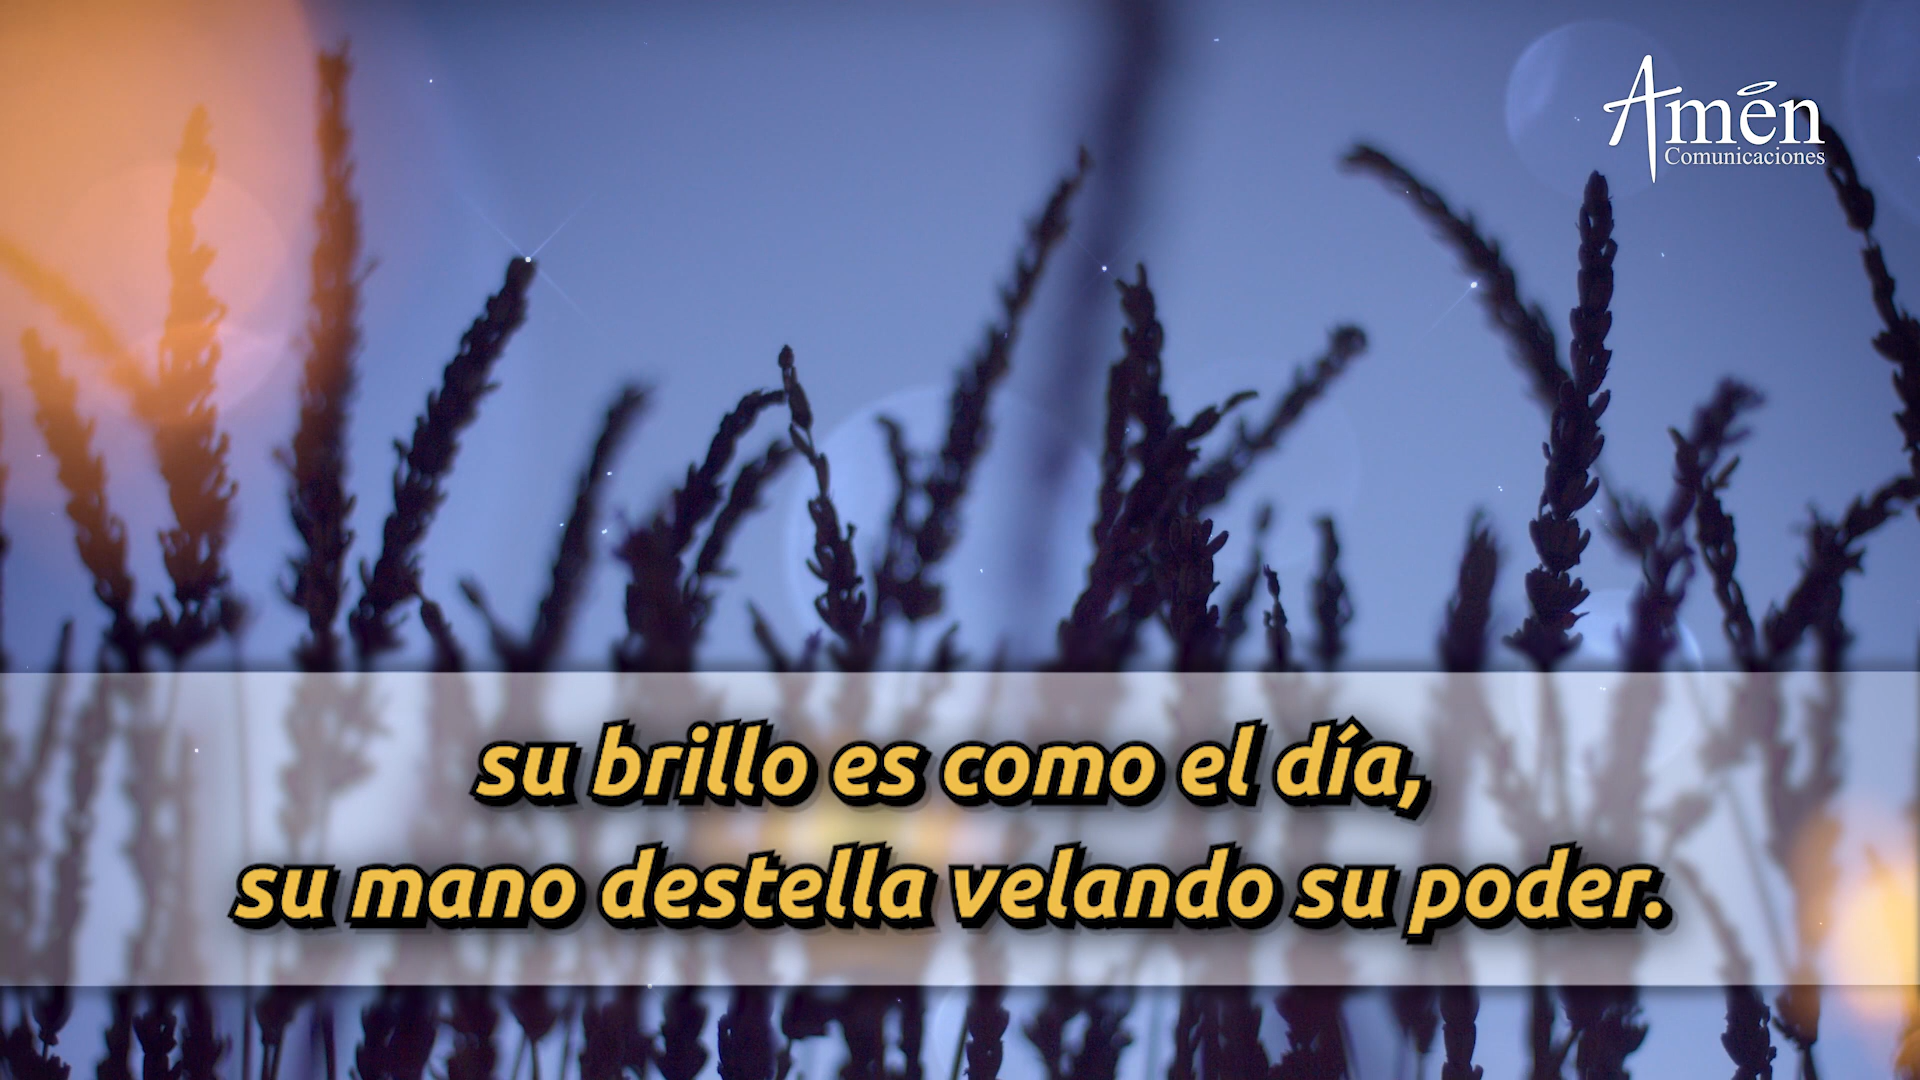 Amén
Comunicaciones
su brillo es como el día,
su mano destella velando su poder.